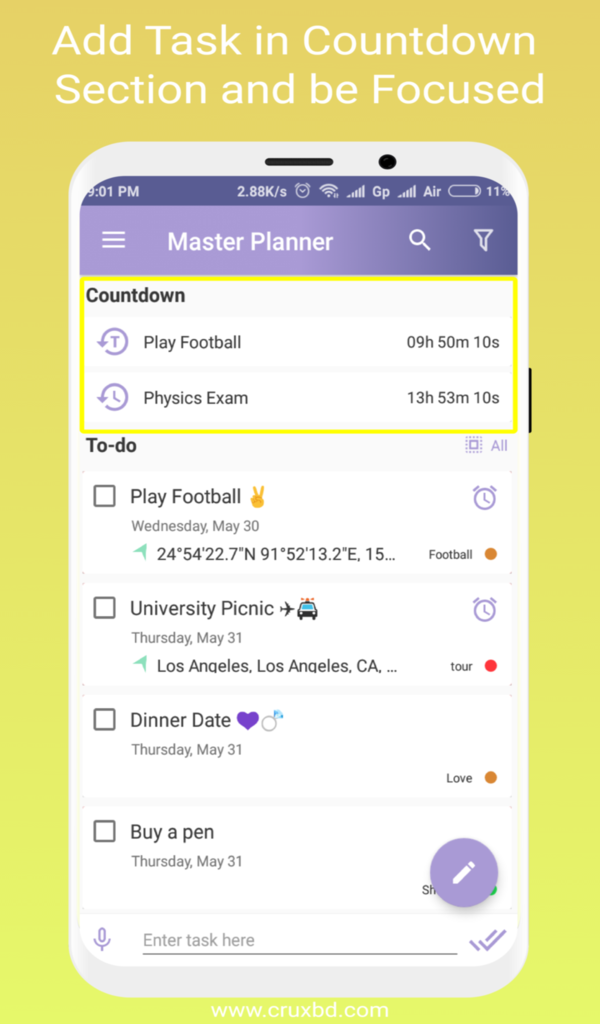 Add Task in Countdown
Section and be Focused
9:01 PM 2.88K/s Gp Air 11%
Master Planner
Countdown
T Play Football 09h 50m 10s
Physics Exam 13h 53m 10s
To-do All
Play Football ✌
Wednesday, May 30
24°54'22.7"N 91°52'13.2"E, 15... Football
University Picnic ✈🚔
Thursday, May 31
Los Angeles, Los Angeles, CA, ... tour
Dinner Date 💜💍
Thursday, May 31
Love
Buy a pen
Thursday, May 31
Enter task here
www.cruxbd.com